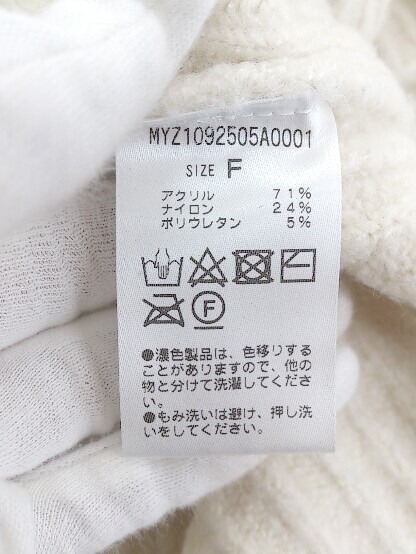 MYZ1092505A0001
SIZE F
アクリル 71%
ナイロン 24%
ポリウレタン 5%
F
●濃色製品は、色移りする
ことがありますので、他の
物と分けて洗濯してくださ
い。
●もみ洗いは避け、押し洗
いをしてください。